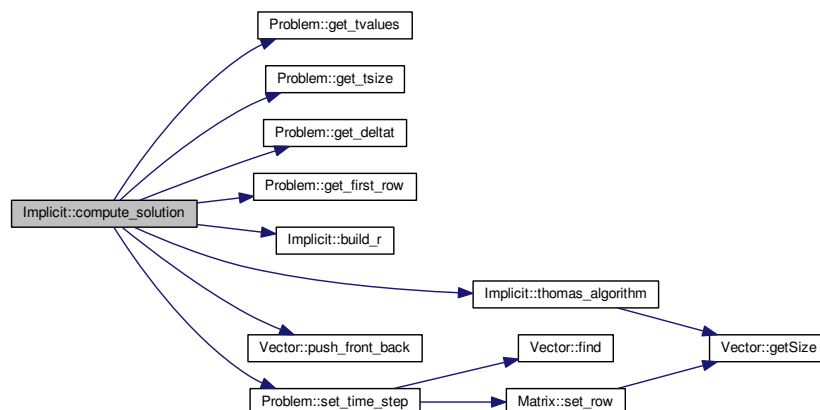 Problem::get_tvalues
Problem::get_tsize
Problem::get_deltat
Problem::get_first_row
Implicit::compute_solution
Implicit::build_r
Implicit::thomas_algorithm
Vector::push_front_back
Vector::find
Vector::getSize
Problem::set_time_step
Matrix::set_row